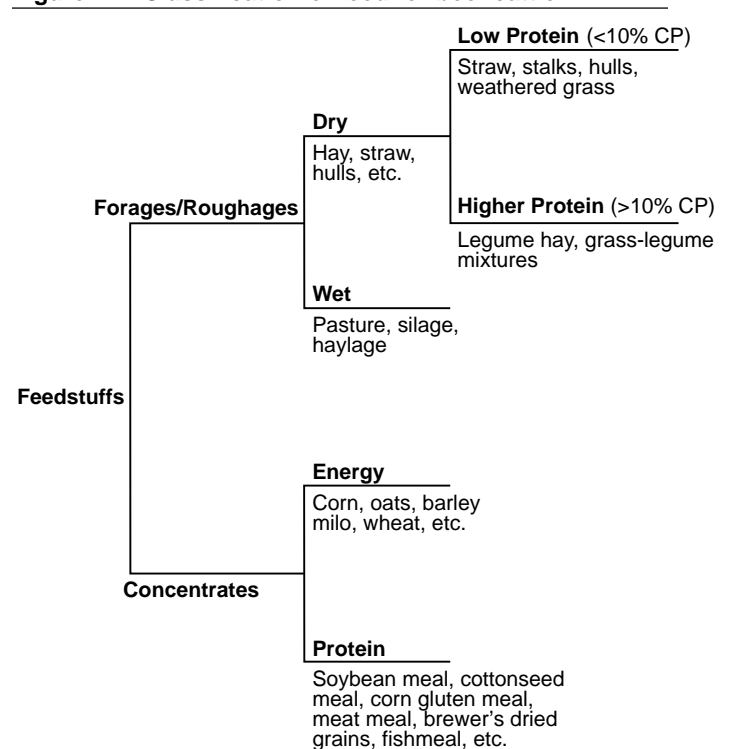 Low Protein (<10% CP)
Straw, stalks, hulls,
weathered grass
Dry
Hay, straw,
hulls, etc.
Forages/Roughages
Higher Protein (>10% CP)
Legume hay, grass-legume
mixtures
Wet
Pasture, silage,
haylage
Feedstuffs
Energy
Corn, oats, barley
milo, wheat, etc.
Concentrates
Protein
Soybean meal, cottonseed
meal, corn gluten meal,
meat meal, brewer's dried
grains, fishmeal, etc.